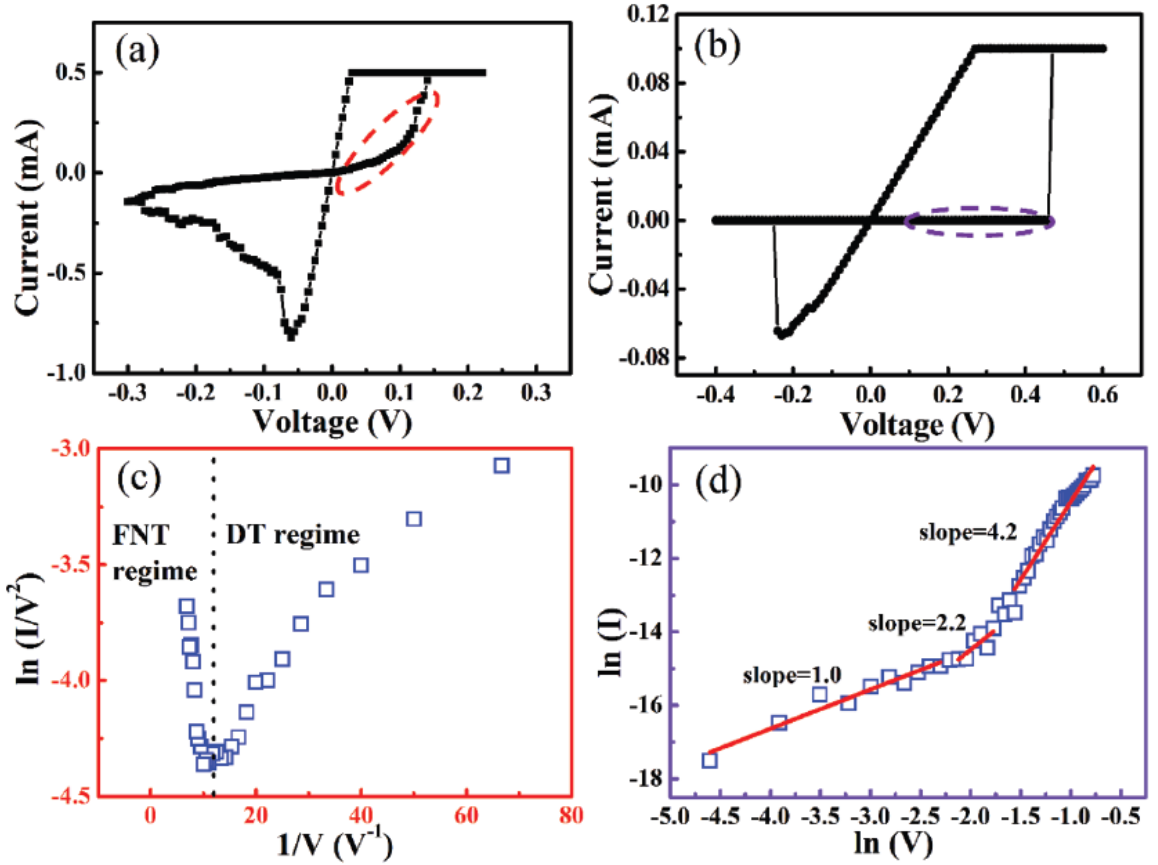 (a)
Current (mA)
0.5
0.0
-0.5
-1.0
-0.3 -0.2 -0.1 0.0 0.1 0.2 0.3
Voltage (V)
(b)
Current (mA)
0.12
0.08
0.04
0.00
-0.04
-0.08
-0.4 -0.2 0.0 0.2 0.4 0.6
Voltage (V)
(c)
ln (I/V²)
-3.0
-3.5
-4.0
-4.5
FNT
regime
DT regime
0 20 40 60 80
1/V (V⁻¹)
(d)
ln (I)
-10
-12
-14
-16
-18
slope=4.2
slope=2.2
slope=1.0
-5.0 -4.5 -4.0 -3.5 -3.0 -2.5 -2.0 -1.5 -1.0 -0.5
ln (V)